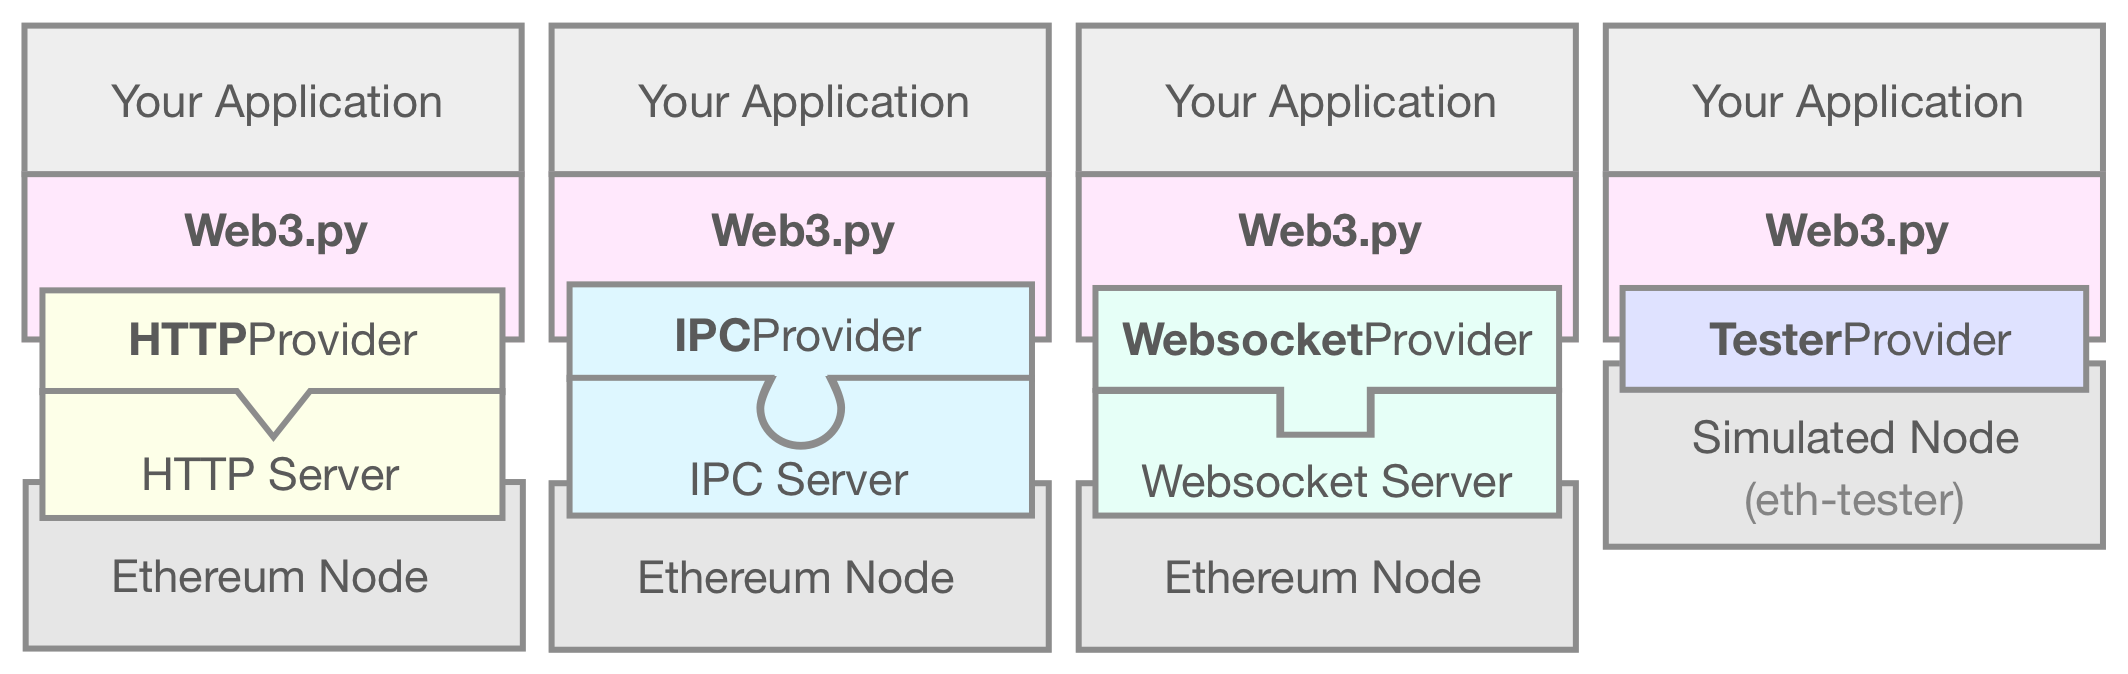 Your Application
Web3.py
HTTPProvider
HTTP Server
Ethereum Node
Your Application
Web3.py
IPCProvider
IPC Server
Ethereum Node
Your Application
Web3.py
WebsocketProvider
Websocket Server
Ethereum Node
Your Application
Web3.py
TesterProvider
Simulated Node
(eth-tester)